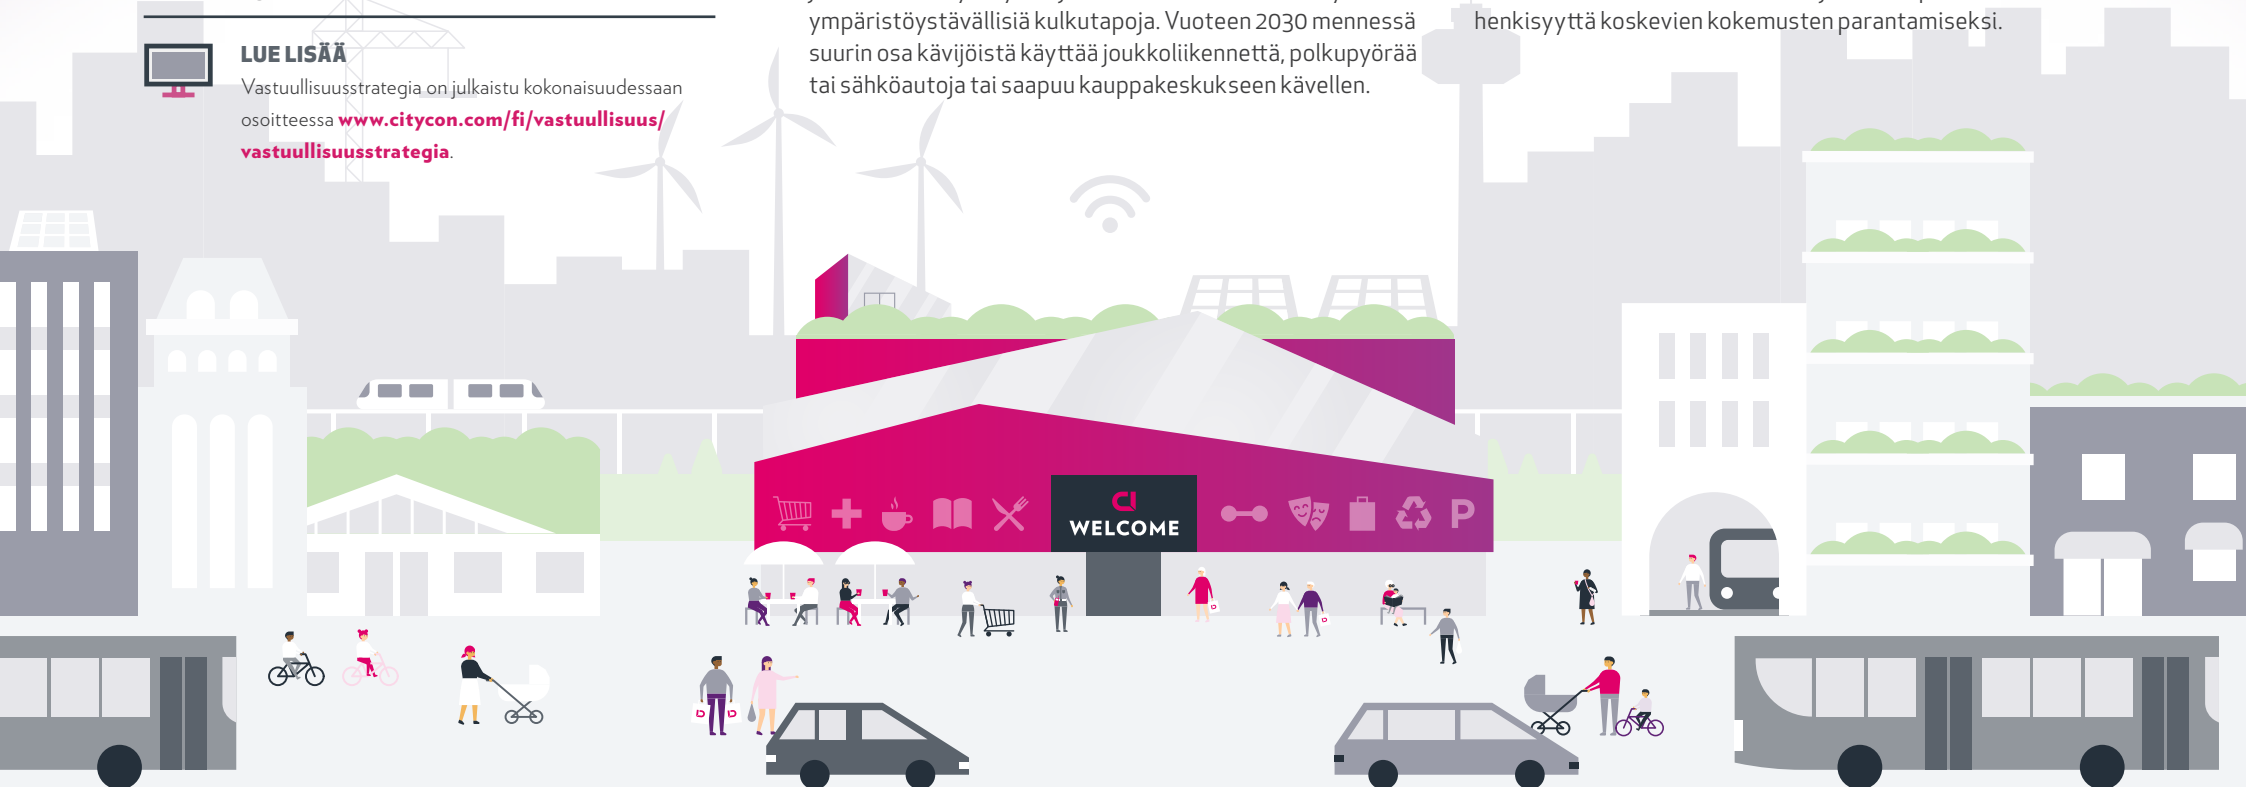 LUE LISÄÄ
Vastuullisuusstrategia on julkaistu kokonaisuudessaan
osoitteessa www.citycon.com/fi/vastuullisuus/
vastuullisuusstrategia.
ympäristöystävällisiä kulkutapoja. Vuoteen 2030 mennessä
suurin osa kävijöistä käyttää joukkoliikennettä, polkupyörää
tai sähköautoja tai saapuu kauppakeskukseen kävellen.
henkisyyttä koskevien kokemusten parantamiseksi.
WELCOME
P